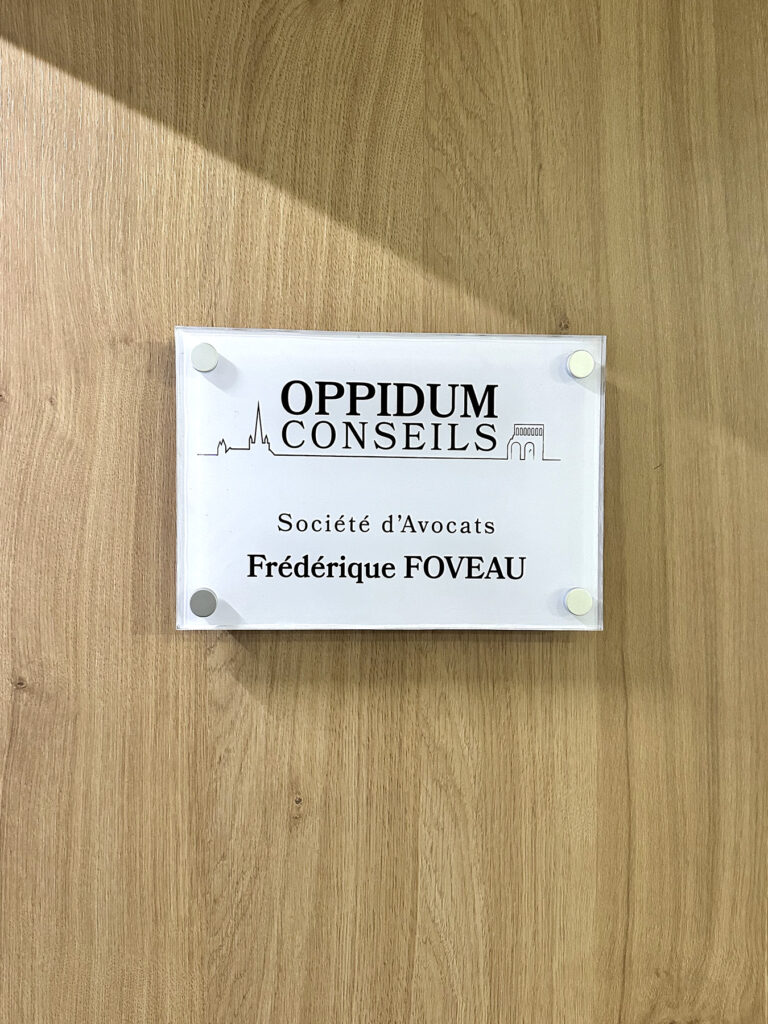 OPPIDUM
CONSEILS
Société d'Avocats
Frédérique FOVEAU